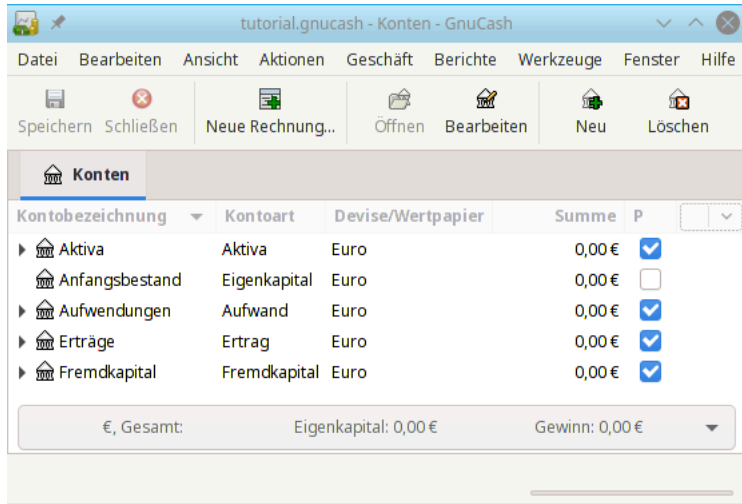 tutorial.gnucash - Konten - GnuCash
Datei Bearbeiten Ansicht Aktionen Geschäft Berichte Werkzeuge Fenster Hilfe
Speichern Schließen Neue Rechnung... Öffnen Bearbeiten Neu Löschen
Konten
Kontobezeichnung Kontoart Devise/Wertpapier Summe P
Aktiva Aktiva Euro 0,00 €
Anfangsbestand Eigenkapital Euro 0,00 €
Aufwendungen Aufwand Euro 0,00 €
Erträge Ertrag Euro 0,00 €
Fremdkapital Fremdkapital Euro 0,00 €
€, Gesamt: Eigenkapital: 0,00 € Gewinn: 0,00 €